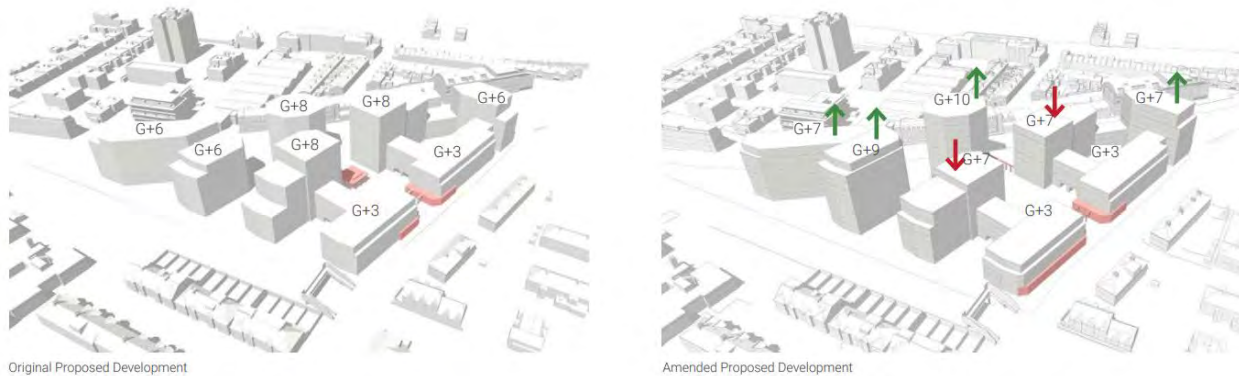 G+6
G+6
G+8
G+8
G+8
G+6
G+3
G+3
Original Proposed Development
G+7
G+9
G+10
G+7
G+7
G+7
G+3
G+3
Amended Proposed Development